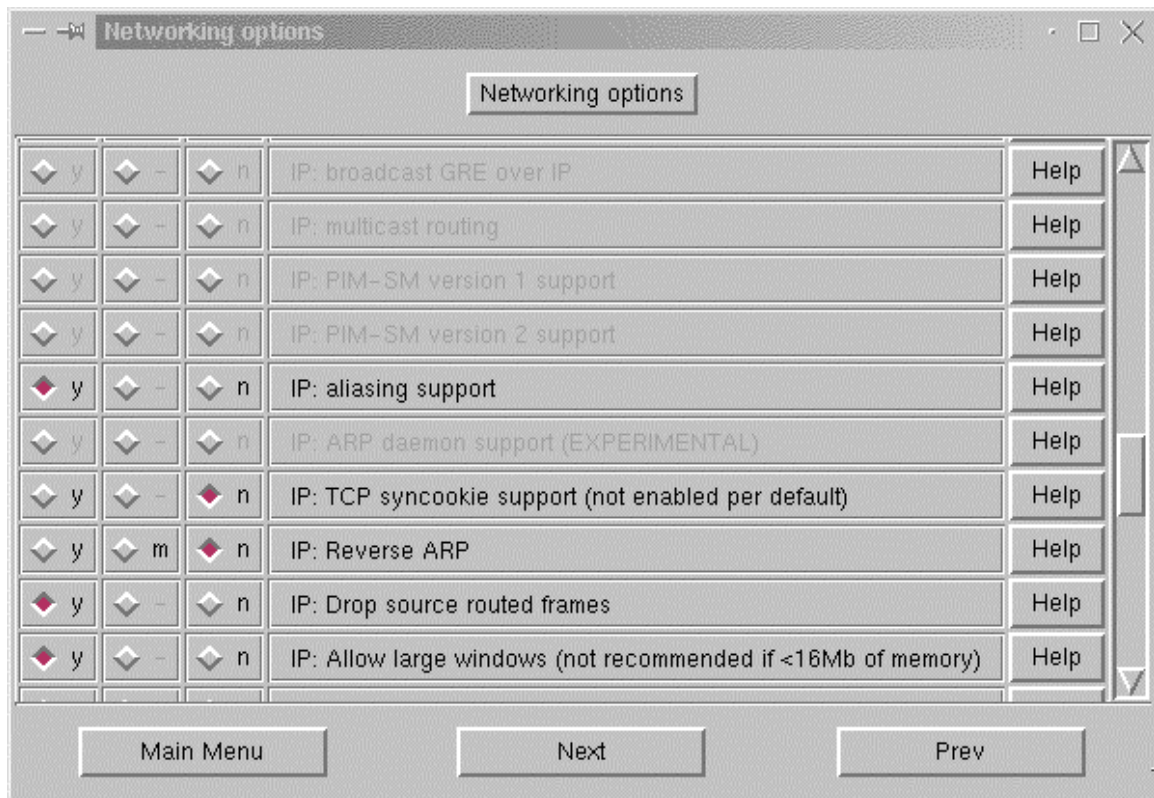 Networking options
Networking options
y - n IP: broadcast GRE over IP Help
y - n IP: multicast routing Help
y - n IP: PIM-SM version 1 support Help
y - n IP: PIM-SM version 2 support Help
y - n IP: aliasing support Help
y - n IP: ARP daemon support (EXPERIMENTAL) Help
y - n IP: TCP syncookie support (not enabled per default) Help
y m n IP: Reverse ARP Help
y - n IP: Drop source routed frames Help
y - n IP: Allow large windows (not recommended if <16Mb of memory) Help
Main Menu Next Prev